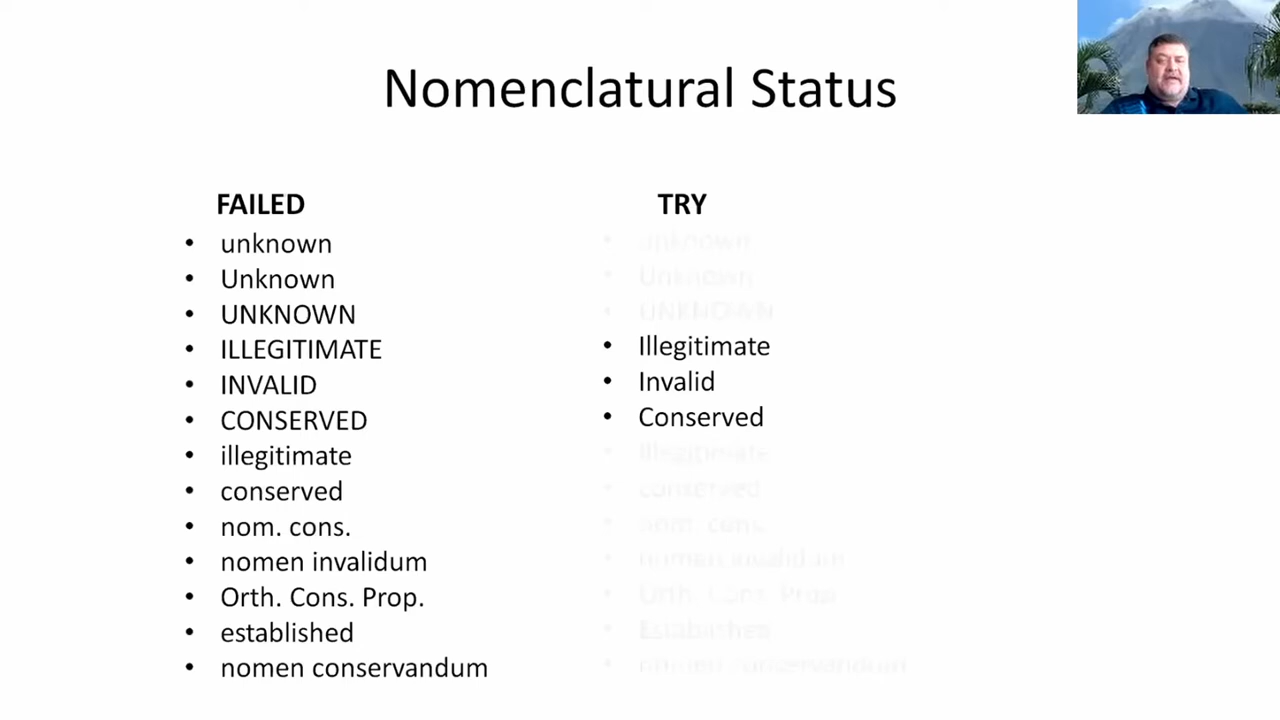 Nomenclatural Status
FAILED
• unknown
• Unknown
• UNKNOWN
• ILLEGITIMATE
• INVALID
• CONSERVED
• illegitimate
• conserved
• nom. cons.
• nomen invalidum
• Orth. Cons. Prop.
• established
• nomen conservandum
TRY
• unknown
• Unknown
• UNKNOWN
• Illegitimate
• Invalid
• Conserved
• Illegitimate
• conserved
• nom. cons.
• nomen invalidum
• Orth. Cons. Prop.
• Established
• nomen conservandum